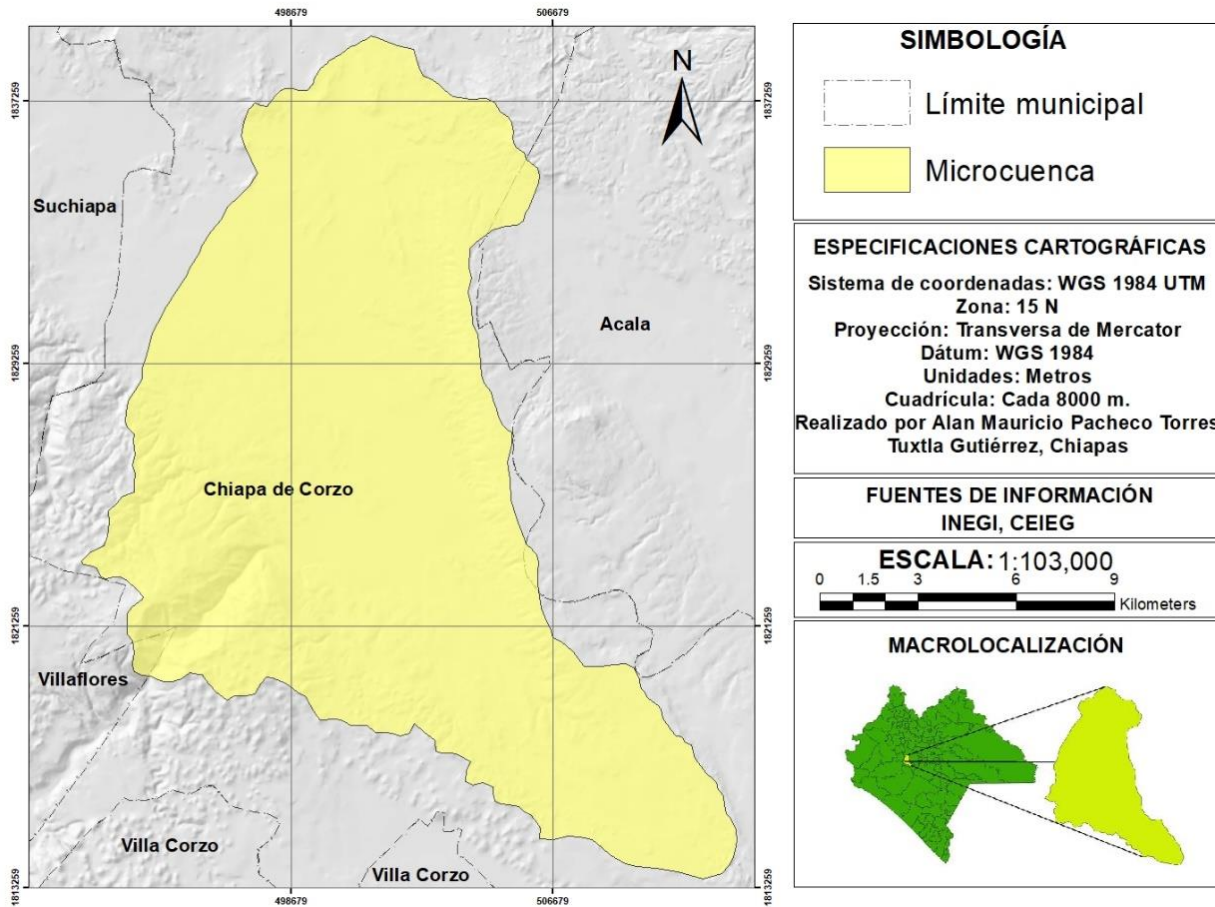 498679
506679
N
1837259
1837259
Suchiapa
Acala
1829259
1829259
Chiapa de Corzo
1821259
1821259
Villaflores
Villa Corzo
Villa Corzo
1813259
1813259
498679
506679
SIMBOLOGÍA
Límite municipal
Microcuenca
ESPECIFICACIONES CARTOGRÁFICAS
Sistema de coordenadas: WGS 1984 UTM
Zona: 15 N
Proyección: Transversa de Mercator
Dátum: WGS 1984
Unidades: Metros
Cuadrícula: Cada 8000 m.
Realizado por Alan Mauricio Pacheco Torres
Tuxtla Gutiérrez, Chiapas
FUENTES DE INFORMACIÓN
INEGI, CEIEG
ESCALA: 1:103,000
0 1.5 3 6 9
Kilometers
MACROLOCALIZACIÓN